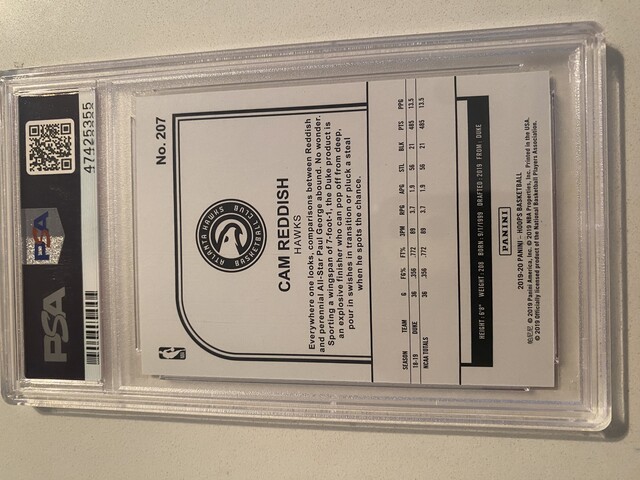 47425355
PSA
PSA
No. 207
ATLANTA HAWKS
BASKETBALL CLUB
CAM REDDISH
HAWKS
Everywhere one looks, comparisons between Reddish
and perennial All-Star Paul George abound. No wonder.
Sporting a wingspan of 7-foot-1, the Duke product is
an explosive finisher who can pop off from deep,
pour in swishes in transition or pluck a steal
when he spots the chance.
SEASON TEAM G FG% FT% 3PM RPG APG STL BLK PTS PPG
18-19 DUKE 36 .356 .772 89 3.7 1.9 56 21 485 13.5
NCAA TOTALS 36 .356 .772 89 3.7 1.9 56 21 485 13.5
HEIGHT: 6'8" WEIGHT: 208 BORN: 9/1/1999 DRAFTED: 2019 FROM: DUKE
PANINI
2019-20 PANINI - HOOPS BASKETBALL
© 2019 Panini America, Inc. © 2019 NBA Properties, Inc. Printed in the USA.
© 2019 Officially licensed product of the National Basketball Players Association.